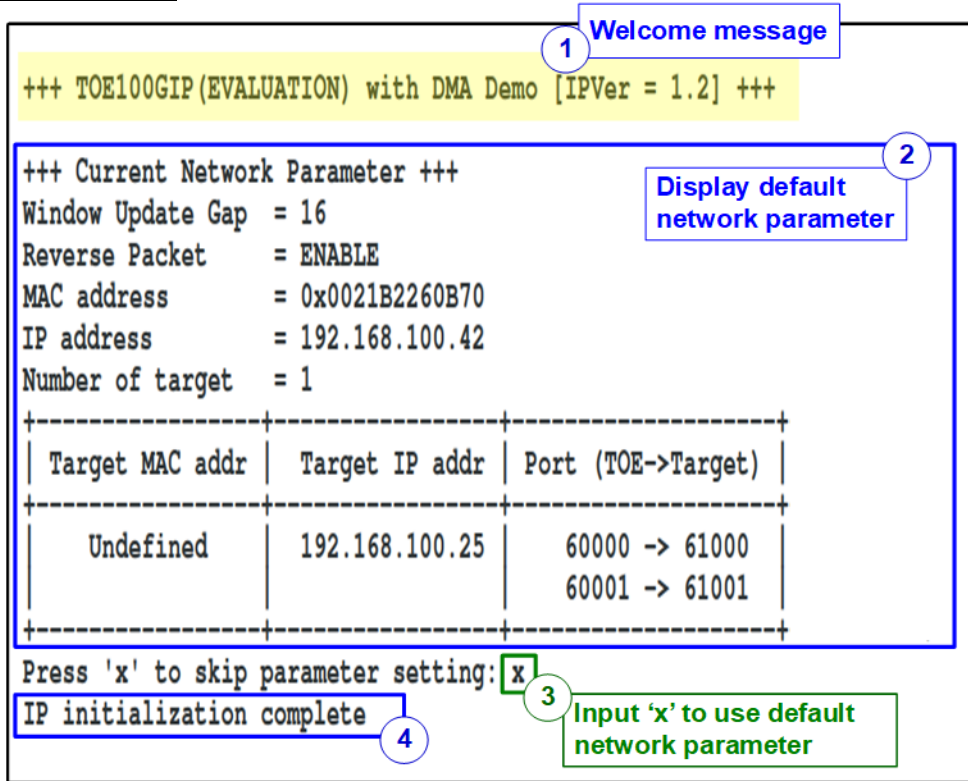 Welcome message
1
+++ TOE100GIP(EVALUATION) with DMA Demo [IPVer = 1.2] +++
2
+++ Current Network Parameter +++
Display default
network parameter
Window Update Gap = 16
Reverse Packet = ENABLE
MAC address = 0x0021B2260B70
IP address = 192.168.100.42
Number of target = 1
+-----------------+----------------+-------------------+
| Target MAC addr | Target IP addr | Port (TOE->Target) |
+-----------------+----------------+-------------------+
| Undefined | 192.168.100.25 | 60000 -> 61000 |
| | | 60001 -> 61001 |
+-----------------+----------------+-------------------+
Press 'x' to skip parameter setting: x
3
IP initialization complete
4
Input ‘x’ to use default
network parameter